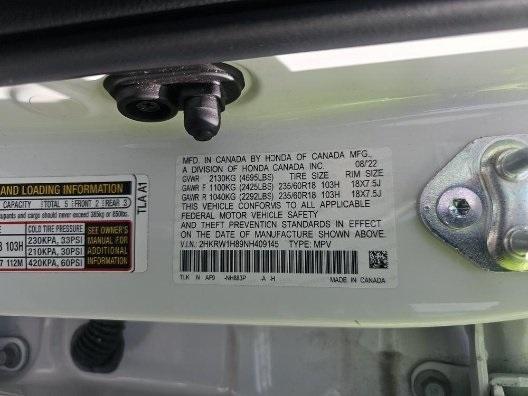 MFD. IN CANADA BY HONDA OF CANADA MFG.,
A DIVISION OF HONDA CANADA INC. 08/22
GVWR 2130KG (4695LBS) TIRE SIZE RIM SIZE
GAWR F 1100KG (2425LBS) 235/60R18 103H 18X7.5J
GAWR R 1040KG (2292LBS) 235/60R18 103H 18X7.5J
THIS VEHICLE CONFORMS TO ALL APPLICABLE
FEDERAL MOTOR VEHICLE SAFETY AND
THEFT PREVENTION STANDARDS IN EFFECT
ON THE DATE OF MANUFACTURE SHOWN ABOVE.
V.I.N.: 2HKRW1H89NH409145 TYPE: MPV
TLK N AP9 -NH883P A H MADE IN CANADA
AND LOADING INFORMATION
CAPACITY TOTAL 5 FRONT 2 REAR 3
occupants and cargo should never exceed 385kg or 850lbs.
COLD TIRE PRESSURE
SEE OWNER'S
MANUAL FOR
ADDITIONAL
INFORMATION
103H 230KPA, 33PSI
210KPA, 30PSI
112M 420KPA, 60PSI
TLA A1